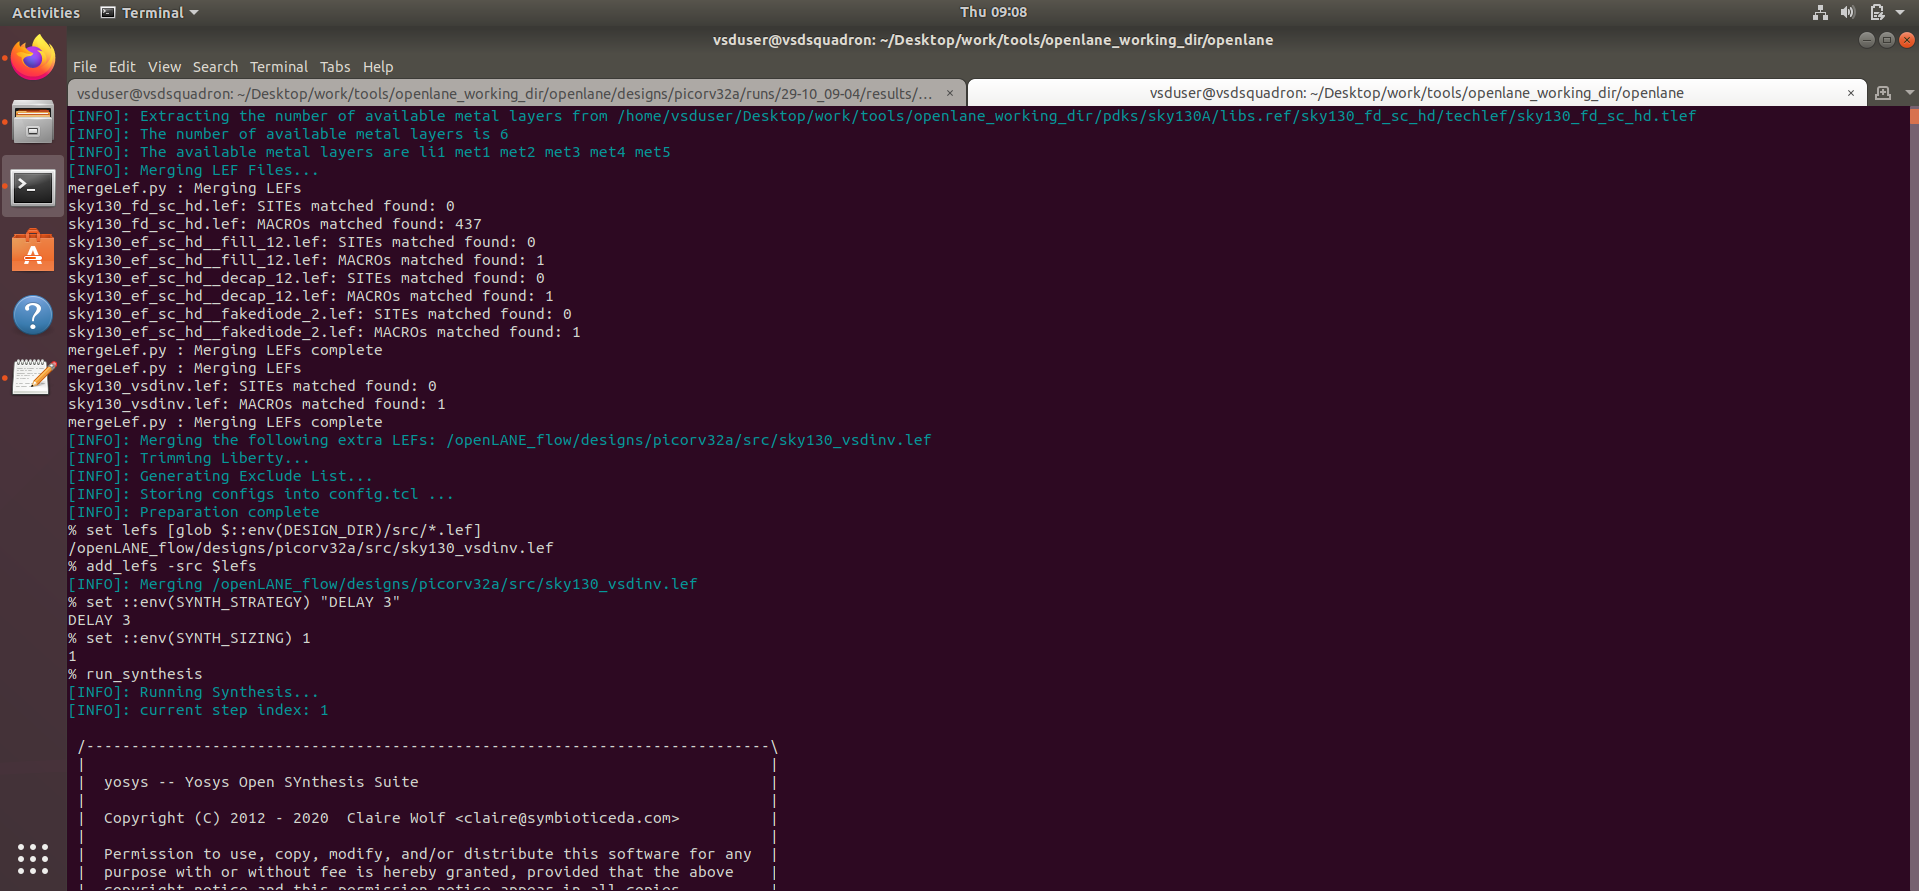 Activities Terminal Thu 09:08
vsduser@vsdsquadron: ~/Desktop/work/tools/openlane_working_dir/openlane
File Edit View Search Terminal Tabs Help
vsduser@vsdsquadron: ~/Desktop/work/tools/openlane_working_dir/openlane/designs/picorv32a/runs/29-10_09-04/results/... × vsduser@vsdsquadron: ~/Desktop/work/tools/openlane_working_dir/openlane ×
[INFO]: Extracting the number of available metal layers from /home/vsduser/Desktop/work/tools/openlane_working_dir/pdks/sky130A/libs.ref/sky130_fd_sc_hd/techlef/sky130_fd_sc_hd.tlef
[INFO]: The number of available metal layers is 6
[INFO]: The available metal layers are li1 met1 met2 met3 met4 met5
[INFO]: Merging LEF Files...
mergeLef.py : Merging LEFs
sky130_fd_sc_hd.lef: SITEs matched found: 0
sky130_fd_sc_hd.lef: MACROs matched found: 437
sky130_ef_sc_hd__fill_12.lef: SITEs matched found: 0
sky130_ef_sc_hd__fill_12.lef: MACROs matched found: 1
sky130_ef_sc_hd__decap_12.lef: SITEs matched found: 0
sky130_ef_sc_hd__decap_12.lef: MACROs matched found: 1
sky130_ef_sc_hd__fakediode_2.lef: SITEs matched found: 0
sky130_ef_sc_hd__fakediode_2.lef: MACROs matched found: 1
mergeLef.py : Merging LEFs complete
mergeLef.py : Merging LEFs
sky130_vsdinv.lef: SITEs matched found: 0
sky130_vsdinv.lef: MACROs matched found: 1
mergeLef.py : Merging LEFs complete
[INFO]: Merging the following extra LEFs: /openLANE_flow/designs/picorv32a/src/sky130_vsdinv.lef
[INFO]: Trimming Liberty...
[INFO]: Generating Exclude List...
[INFO]: Storing configs into config.tcl ...
[INFO]: Preparation complete
% set lefs [glob $::env(DESIGN_DIR)/src/*.lef]
/openLANE_flow/designs/picorv32a/src/sky130_vsdinv.lef
% add_lefs -src $lefs
[INFO]: Merging /openLANE_flow/designs/picorv32a/src/sky130_vsdinv.lef
% set ::env(SYNTH_STRATEGY) "DELAY 3"
DELAY 3
% set ::env(SYNTH_SIZING) 1
1
% run_synthesis
[INFO]: Running Synthesis...
[INFO]: current step index: 1
/----------------------------------------------------------------------------\
| |
| yosys -- Yosys Open SYnthesis Suite |
| |
| Copyright (C) 2012 - 2020 Claire Wolf <claire@symbioticeda.com> |
| |
| Permission to use, copy, modify, and/or distribute this software for any |
| purpose with or without fee is hereby granted, provided that the above |
| copyright notice and this permission notice appear in all copies. |